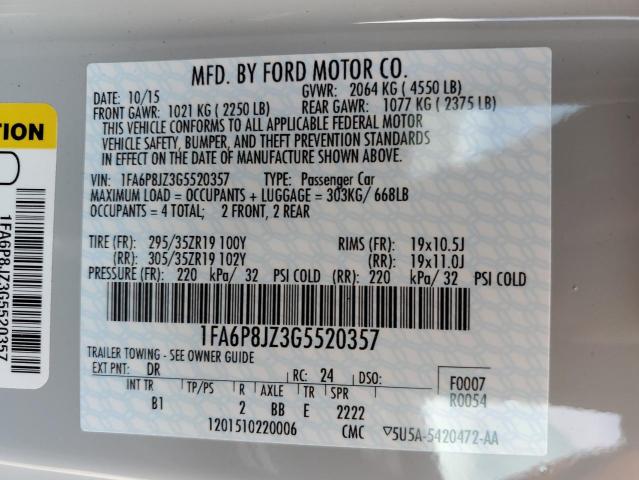 MFD. BY FORD MOTOR CO.
DATE: 10/15 GVWR: 2064 KG ( 4550 LB)
FRONT GAWR: 1021 KG ( 2250 LB) REAR GAWR: 1077 KG ( 2375 LB)
THIS VEHICLE CONFORMS TO ALL APPLICABLE FEDERAL MOTOR
VEHICLE SAFETY, BUMPER, AND THEFT PREVENTION STANDARDS
IN EFFECT ON THE DATE OF MANUFACTURE SHOWN ABOVE.
VIN: 1FA6P8JZ3G5520357 TYPE: Passenger Car
MAXIMUM LOAD = OCCUPANTS + LUGGAGE = 303KG/ 668LB
OCCUPANTS = 4 TOTAL; 2 FRONT, 2 REAR
TIRE (FR): 295/35ZR19 100Y RIMS (FR): 19x10.5J
(RR): 305/35ZR19 102Y (RR): 19x11.0J
PRESSURE (FR): 220 kPa/ 32 PSI COLD (RR): 220 kPa/ 32 PSI COLD
1FA6P8JZ3G5520357
TRAILER TOWING - SEE OWNER GUIDE
EXT PNT: DR RC: 24 DSO: F0007
R0054
INT TR TP/PS R AXLE TR SPR
B1 2 BB E 2222
1201510220006 CMC ▽5U5A-5420472-AA
1FA6P8JZ3G5520357